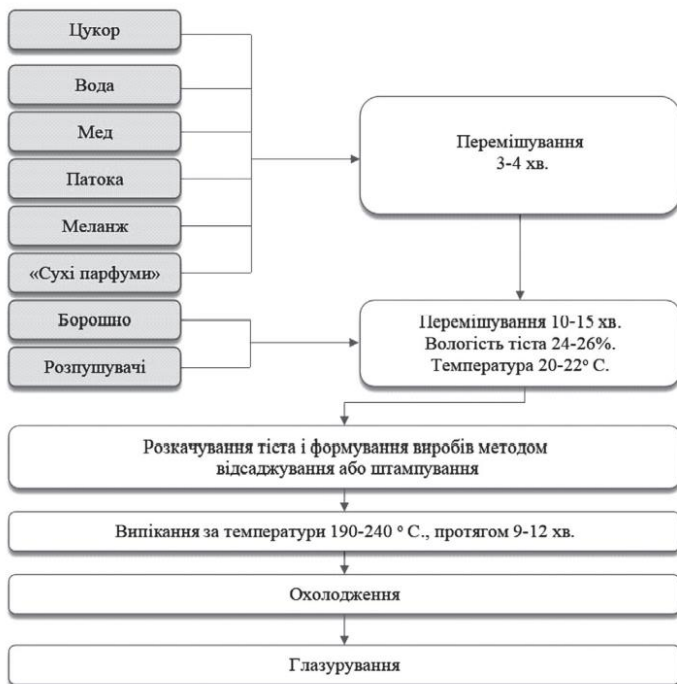 Цукор
Вода
Мед
Патока
Меланж
«Сухі парфуми»
Борошно
Розпушувачі
Перемішування
3-4 хв.
Перемішування 10-15 хв.
Вологість тіста 24-26%.
Температура 20-22º С.
Розкачування тіста і формування виробів методом
відсаджування або штампування
Випікання за температури 190-240 º С., протягом 9-12 хв.
Охолодження
Глазурування